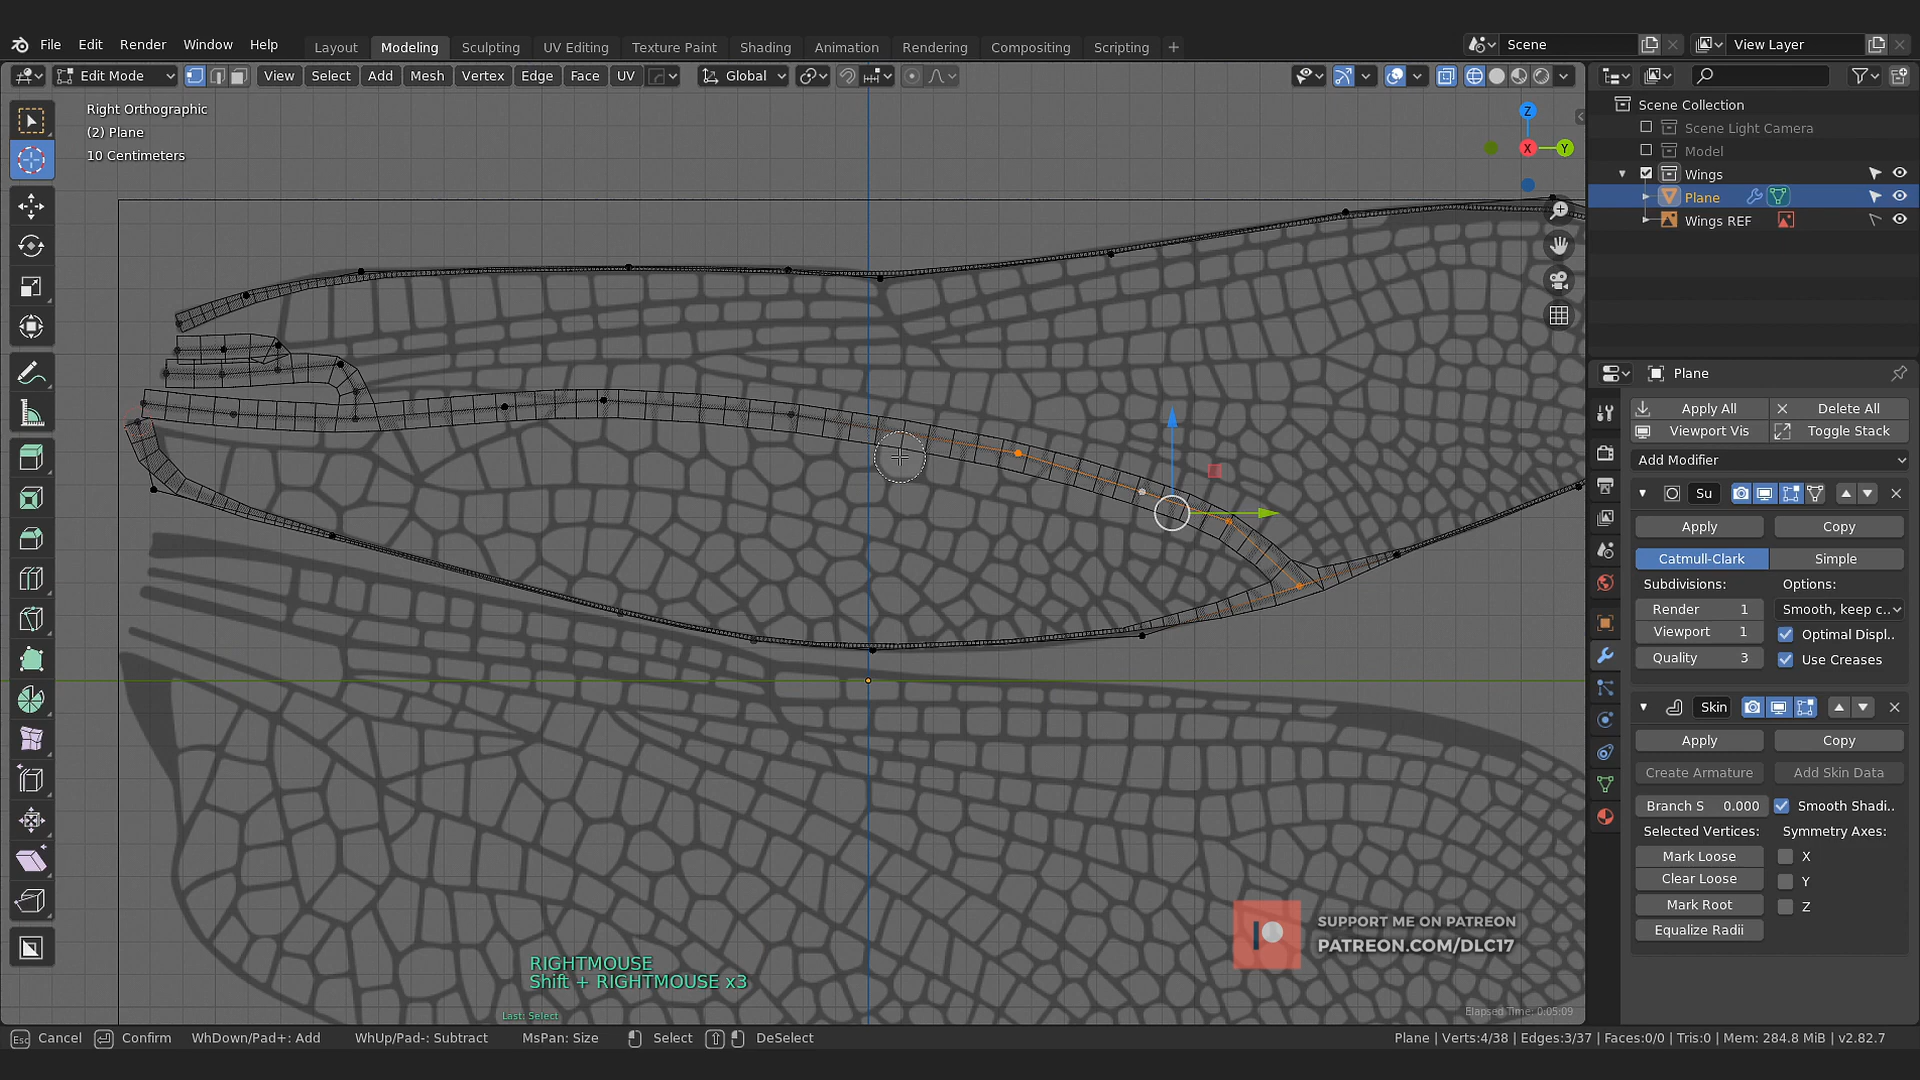 File Edit Render Window Help Layout Modeling Sculpting UV Editing Texture Paint Shading Animation Rendering Compositing Scripting + Scene View Layer
Edit Mode View Select Add Mesh Vertex Edge Face UV Global
Right Orthographic
(2) Plane
10 Centimeters
Z
X
Y
Scene Collection
Scene Light Camera
Model
Wings
Plane
Wings REF
Plane
Apply All Delete All
Viewport Vis Toggle Stack
Add Modifier
Su
Apply Copy
Catmull-Clark Simple
Subdivisions: Options:
Render 1 Smooth, keep c..
Viewport 1 Optimal Displ..
Quality 3 Use Creases
Skin
Apply Copy
Create Armature Add Skin Data
Branch S 0.000 Smooth Shadi..
Selected Vertices: Symmetry Axes:
Mark Loose X
Clear Loose Y
Mark Root Z
Equalize Radii
SUPPORT ME ON PATREON
PATREON.COM/DLC17
RIGHTMOUSE
Shift + RIGHTMOUSE x3
Last: Select
Elapsed Time: 0:05:09
Esc Cancel Confirm WhDown/Pad+: Add WhUp/Pad-: Subtract MsPan: Size Select DeSelect Plane | Verts:4/38 | Edges:3/37 | Faces:0/0 | Tris:0 | Mem: 284.8 MiB | v2.82.7